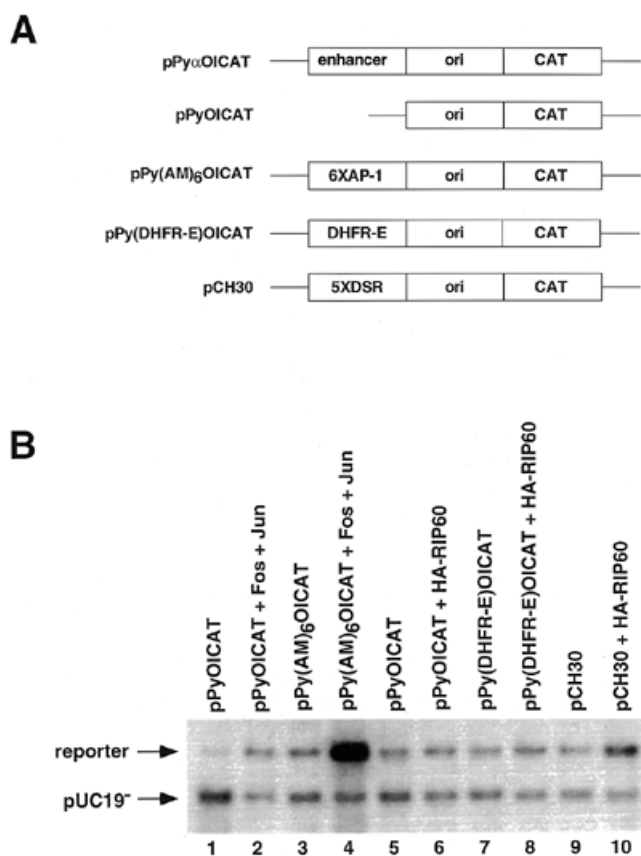 A
pPyαOICAT enhancer ori CAT
pPyOICAT ori CAT
pPy(AM)6OICAT 6XAP-1 ori CAT
pPy(DHFR-E)OICAT DHFR-E ori CAT
pCH30 5XDSR ori CAT
B
pPyOICAT
pPyOICAT + Fos + Jun
pPy(AM)6OICAT
pPy(AM)6OICAT + Fos + Jun
pPyOICAT
pPyOICAT + HA-RIP60
pPy(DHFR-E)OICAT
pPy(DHFR-E)OICAT + HA-RIP60
pCH30
pCH30 + HA-RIP60
reporter
pUC19-
1 2 3 4 5 6 7 8 9 10